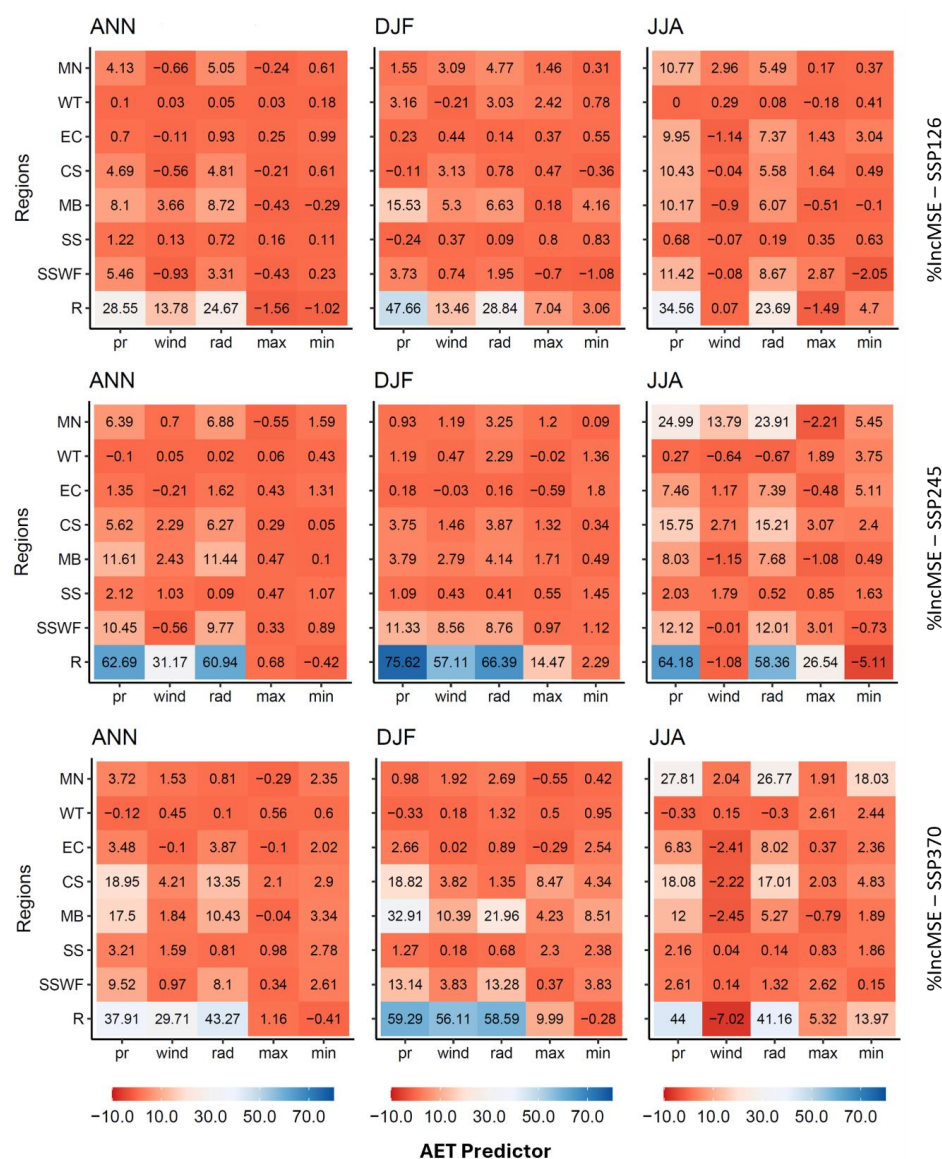 ANN DJF JJA
MN 4.13 −0.66 5.05 −0.24 0.61 1.55 3.09 4.77 1.46 0.31 10.77 2.96 5.49 0.17 0.37
WT 0.1 0.03 0.05 0.03 0.18 3.16 −0.21 3.03 2.42 0.78 0 0.29 0.08 −0.18 0.41
EC 0.7 −0.11 0.93 0.25 0.99 0.23 0.44 0.14 0.37 0.55 9.95 −1.14 7.37 1.43 3.04
CS 4.69 −0.56 4.81 −0.21 0.61 −0.11 3.13 0.78 0.47 −0.36 10.43 −0.04 5.58 1.64 0.49
MB 8.1 3.66 8.72 −0.43 −0.29 15.53 5.3 6.63 0.18 4.16 10.17 −0.9 6.07 −0.51 −0.1
SS 1.22 0.13 0.72 0.16 0.11 −0.24 0.37 0.09 0.8 0.83 0.68 −0.07 0.19 0.35 0.63
SSWF 5.46 −0.93 3.31 −0.43 0.23 3.73 0.74 1.95 −0.7 −1.08 11.42 −0.08 8.67 2.87 −2.05
R 28.55 13.78 24.67 −1.56 −1.02 47.66 13.46 28.84 7.04 3.06 34.56 0.07 23.69 −1.49 4.7
pr wind rad max min pr wind rad max min pr wind rad max min
Regions
%IncMSE – SSP126
ANN DJF JJA
MN 6.39 0.7 6.88 −0.55 1.59 0.93 1.19 3.25 1.2 0.09 24.99 13.79 23.91 −2.21 5.45
WT −0.1 0.05 0.02 0.06 0.43 1.19 0.47 2.29 −0.02 1.36 0.27 −0.64 −0.67 1.89 3.75
EC 1.35 −0.21 1.62 0.43 1.31 0.18 −0.03 0.16 −0.59 1.8 7.46 1.17 7.39 −0.48 5.11
CS 5.62 2.29 6.27 0.29 0.05 3.75 1.46 3.87 1.32 0.34 15.75 2.71 15.21 3.07 2.4
MB 11.61 2.43 11.44 0.47 0.1 3.79 2.79 4.14 1.71 0.49 8.03 −1.15 7.68 −1.08 0.49
SS 2.12 1.03 0.09 0.47 1.07 1.09 0.43 0.41 0.55 1.45 2.03 1.79 0.52 0.85 1.63
SSWF 10.45 −0.56 9.77 0.33 0.89 11.33 8.56 8.76 0.97 1.12 12.12 −0.01 12.01 3.01 −0.73
R 62.69 31.17 60.94 0.68 −0.42 75.62 57.11 66.39 14.47 2.29 64.18 −1.08 58.36 26.54 −5.11
pr wind rad max min pr wind rad max min pr wind rad max min
Regions
%IncMSE – SSP245
ANN DJF JJA
MN 3.72 1.53 0.81 −0.29 2.35 0.98 1.92 2.69 −0.55 0.42 27.81 2.04 26.77 1.91 18.03
WT −0.12 0.45 0.1 0.56 0.6 −0.33 0.18 1.32 0.5 0.95 −0.33 0.15 −0.3 2.61 2.44
EC 3.48 −0.1 3.87 −0.1 2.02 2.66 0.02 0.89 −0.29 2.54 6.83 −2.41 8.02 0.37 2.36
CS 18.95 4.21 13.35 2.1 2.9 18.82 3.82 1.35 8.47 4.34 18.08 −2.22 17.01 2.03 4.83
MB 17.5 1.84 10.43 −0.04 3.34 32.91 10.39 21.96 4.23 8.51 12 −2.45 5.27 −0.79 1.89
SS 3.21 1.59 0.81 0.98 2.78 1.27 0.18 0.68 2.3 2.38 2.16 0.04 0.14 0.83 1.86
SSWF 9.52 0.97 8.1 0.34 2.61 13.14 3.83 13.28 0.37 3.83 2.61 0.14 1.32 2.62 0.15
R 37.91 29.71 43.27 1.16 −0.41 59.29 56.11 58.59 9.99 −0.28 44 −7.02 41.16 5.32 13.97
pr wind rad max min pr wind rad max min pr wind rad max min
Regions
%IncMSE – SSP370
−10.0 10.0 30.0 50.0 70.0 −10.0 10.0 30.0 50.0 70.0 −10.0 10.0 30.0 50.0 70.0
AET Predictor